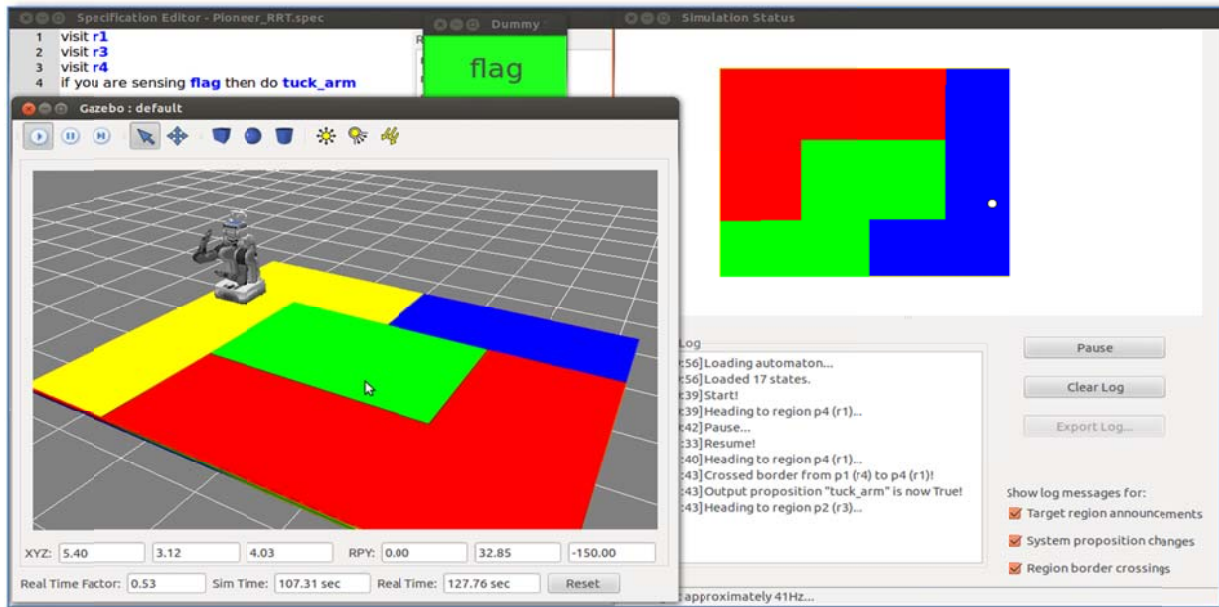 Specification Editor - Pioneer_RRT.spec
1 visit r1
2 visit r3
3 visit r4
4 if you are sensing flag then do tuck_arm
Dummy
flag
Simulation Status
Gazebo : default
XYZ: 5.40 3.12 4.03 RPY: 0.00 32.85 -150.00
Real Time Factor: 0.53 Sim Time: 107.31 sec Real Time: 127.76 sec Reset
Log
:56]Loading automaton...
:56]Loaded 17 states.
:39]Start!
:39]Heading to region p4 (r1)...
:42]Pause...
:33]Resume!
:40]Heading to region p4 (r1)...
:43]Crossed border from p1 (r4) to p4 (r1)!
:43]Output proposition "tuck_arm" is now True!
:43]Heading to region p2 (r3)...
Pause
Clear Log
Export Log...
Show log messages for:
Target region announcements
System proposition changes
Region border crossings
approximately 41Hz...